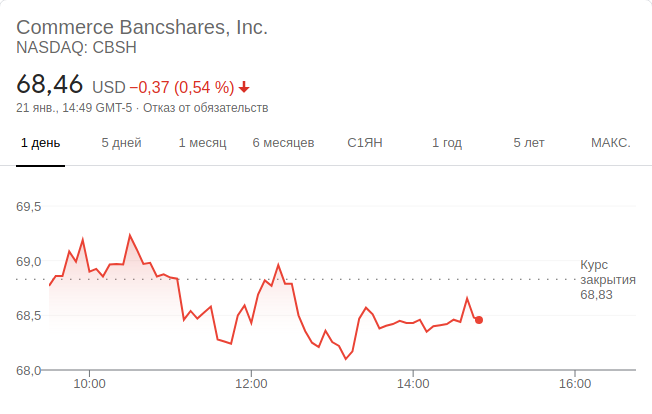 Commerce Bancshares, Inc.
NASDAQ: CBSH
68,46 USD −0,37 (0,54 %)
21 янв., 14:49 GMT-5 · Отказ от обязательств
1 день 5 дней 1 месяц 6 месяцев С1ЯН 1 год 5 лет МАКС.
69,5
69,0
Курс
закрытия
68,83
68,5
68,0
10:00 12:00 14:00 16:00